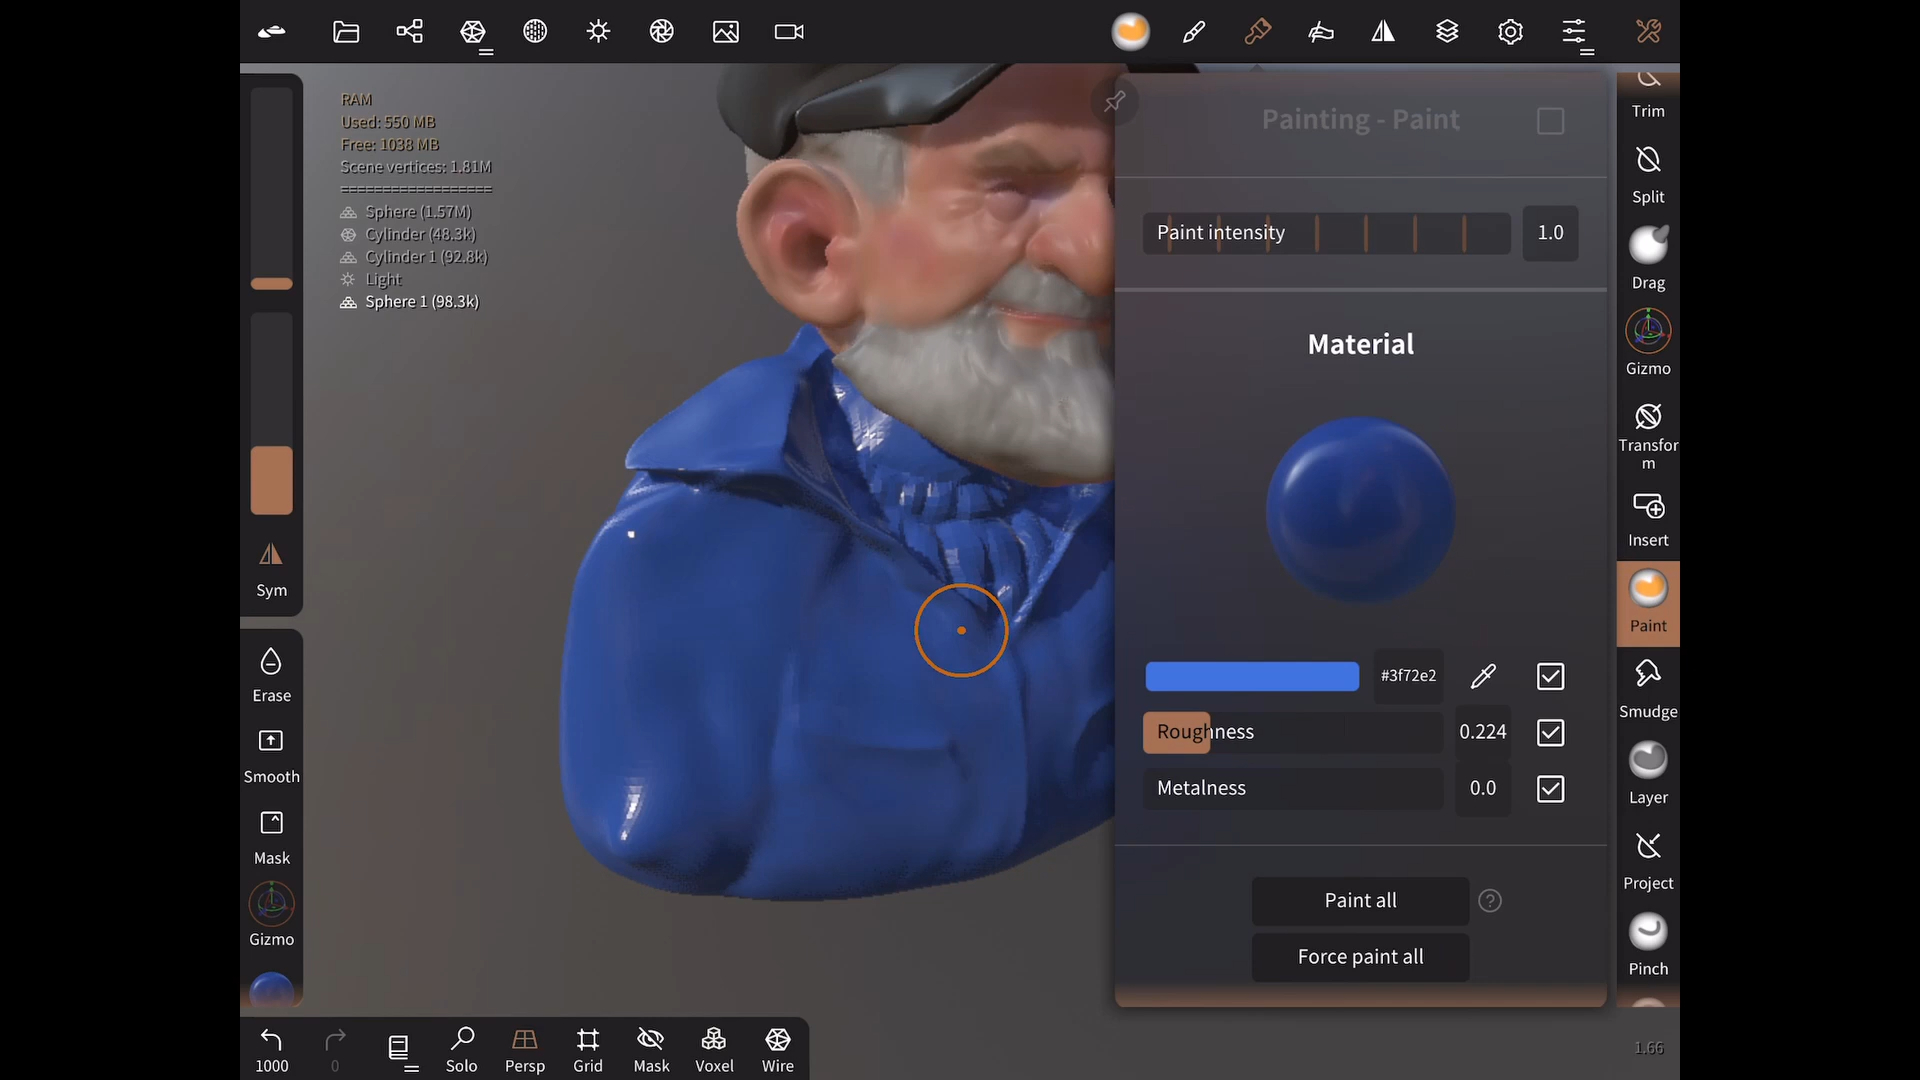 RAM
Used: 550 MB
Free: 1038 MB
Scene vertices: 1.81M
==================
Sphere (1.57M)
Cylinder (48.3k)
Cylinder 1 (92.8k)
Light
Sphere 1 (98.3k)
Sym
Erase
Smooth
Mask
Gizmo
1000
0
Solo
Persp
Grid
Mask
Voxel
Wire
Painting - Paint
Paint intensity
1.0
Material
#3f72e2
Roughness
0.224
Metalness
0.0
Paint all
?
Force paint all
Trim
Split
Drag
Gizmo
Transfor
m
Insert
Paint
Smudge
Layer
Project
Pinch
1.66